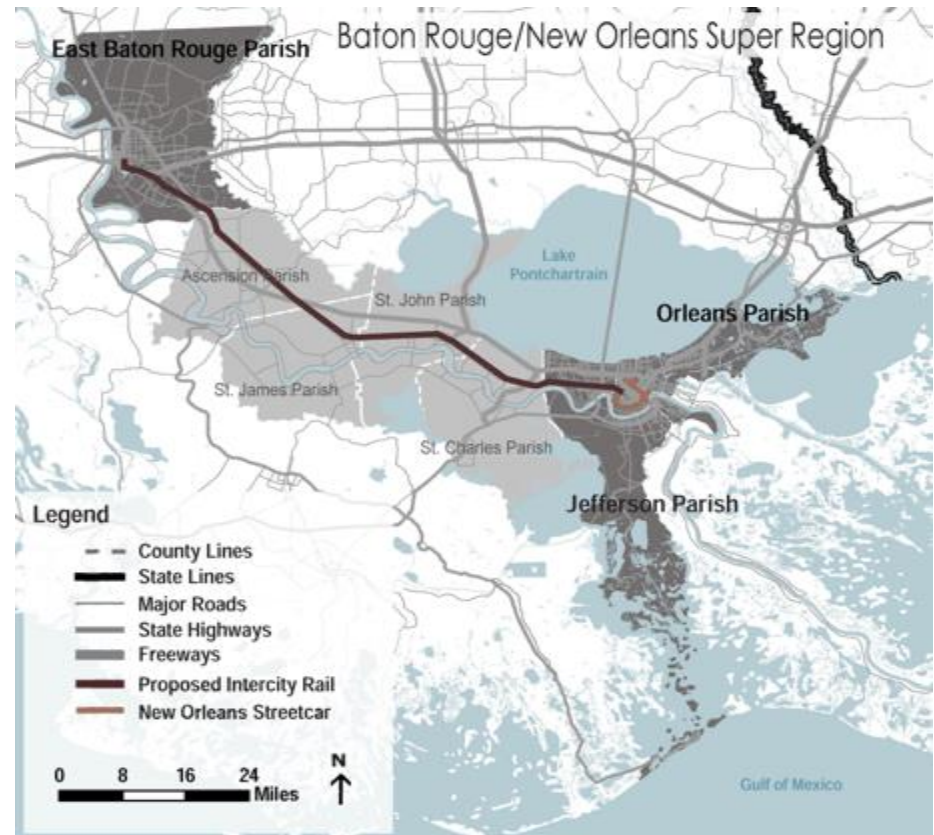 Baton Rouge/New Orleans Super Region
East Baton Rouge Parish
Lake
Pontchartrain
Ascension Parish
St. John Parish
Orleans Parish
St. James Parish
St. Charles Parish
Jefferson Parish
Legend
County Lines
State Lines
Major Roads
State Highways
Freeways
Proposed Intercity Rail
New Orleans Streetcar
N
0 8 16 24
Miles
Gulf of Mexico